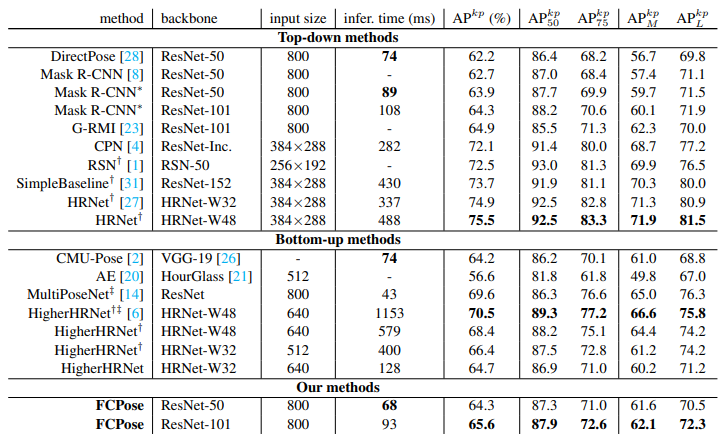 method backbone input size infer. time (ms) AP^kp (%) AP^kp_50 AP^kp_75 AP^kp_M AP^kp_L
Top-down methods
DirectPose [28] ResNet-50 800 74 62.2 86.4 68.2 56.7 69.8
Mask R-CNN [8] ResNet-50 800 - 62.7 87.0 68.4 57.4 71.1
Mask R-CNN* ResNet-50 800 89 63.9 87.7 69.9 59.7 71.5
Mask R-CNN* ResNet-101 800 108 64.3 88.2 70.6 60.1 71.9
G-RMI [23] ResNet-101 800 - 64.9 85.5 71.3 62.3 70.0
CPN [4] ResNet-Inc. 384×288 282 72.1 91.4 80.0 68.7 77.2
RSN† [1] RSN-50 256×192 - 72.5 93.0 81.3 69.9 76.5
SimpleBaseline† [31] ResNet-152 384×288 430 73.7 91.9 81.1 70.3 80.0
HRNet† [27] HRNet-W32 384×288 337 74.9 92.5 82.8 71.3 80.9
HRNet† HRNet-W48 384×288 488 75.5 92.5 83.3 71.9 81.5
Bottom-up methods
CMU-Pose [2] VGG-19 [26] - 74 64.2 86.2 70.1 61.0 68.8
AE [20] HourGlass [21] 512 - 56.6 81.8 61.8 49.8 67.0
MultiPoseNet‡ [14] ResNet 800 43 69.6 86.3 76.6 65.0 76.3
HigherHRNet†‡ [6] HRNet-W48 640 1153 70.5 89.3 77.2 66.6 75.8
HigherHRNet† HRNet-W48 640 579 68.4 88.2 75.1 64.4 74.2
HigherHRNet† HRNet-W32 512 400 66.4 87.5 72.8 61.2 74.2
HigherHRNet HRNet-W32 640 128 64.7 86.9 71.0 60.2 71.2
Our methods
FCPose ResNet-50 800 68 64.3 87.3 71.0 61.6 70.5
FCPose ResNet-101 800 93 65.6 87.9 72.6 62.1 72.3